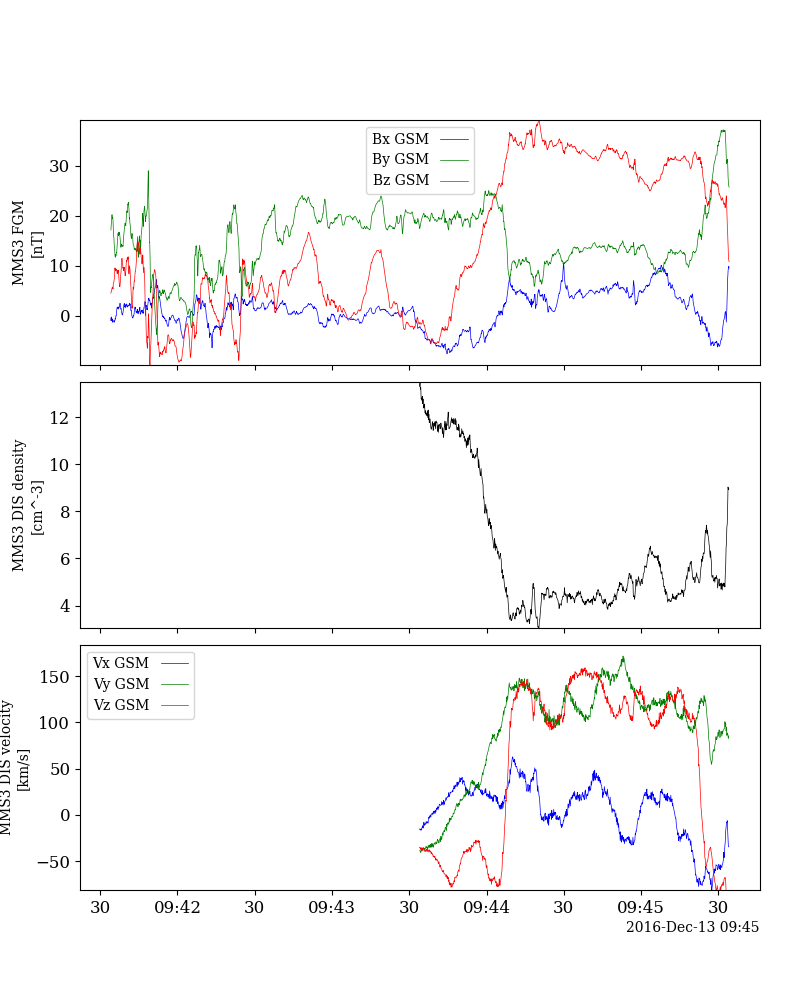 Bx GSM
By GSM
Bz GSM
MMS3 FGM
[nT]
30
20
10
0
MMS3 DIS density
[cm^-3]
12
10
8
6
4
Vx GSM
Vy GSM
Vz GSM
MMS3 DIS velocity
[km/s]
150
100
50
0
−50
30 09:42 30 09:43 30 09:44 30 09:45 30
2016-Dec-13 09:45